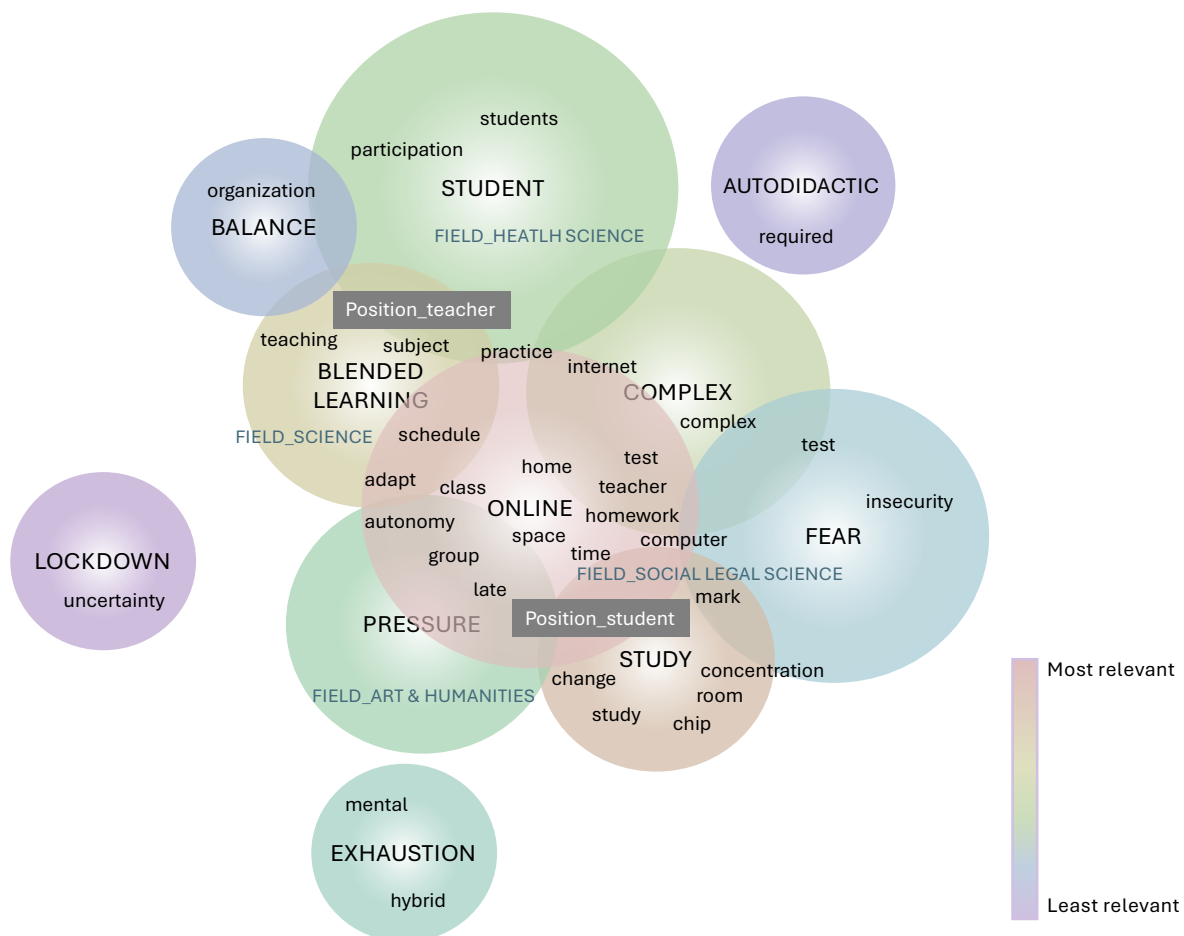 students
participation
STUDENT
FIELD_HEATLH SCIENCE
organization
BALANCE
AUTODIDACTIC
required
Position_teacher
teaching
subject
practice
BLENDED
LEARNING
FIELD_SCIENCE
schedule
adapt
internet
COMPLEX
complex
test
insecurity
FEAR
home
test
class
teacher
ONLINE
homework
autonomy
space
computer
group
time
late
FIELD_SOCIAL LEGAL SCIENCE
mark
LOCKDOWN
uncertainty
PRESSURE
FIELD_ART & HUMANITIES
Position_student
STUDY
change
concentration
room
study
chip
mental
EXHAUSTION
hybrid
Most relevant
Least relevant